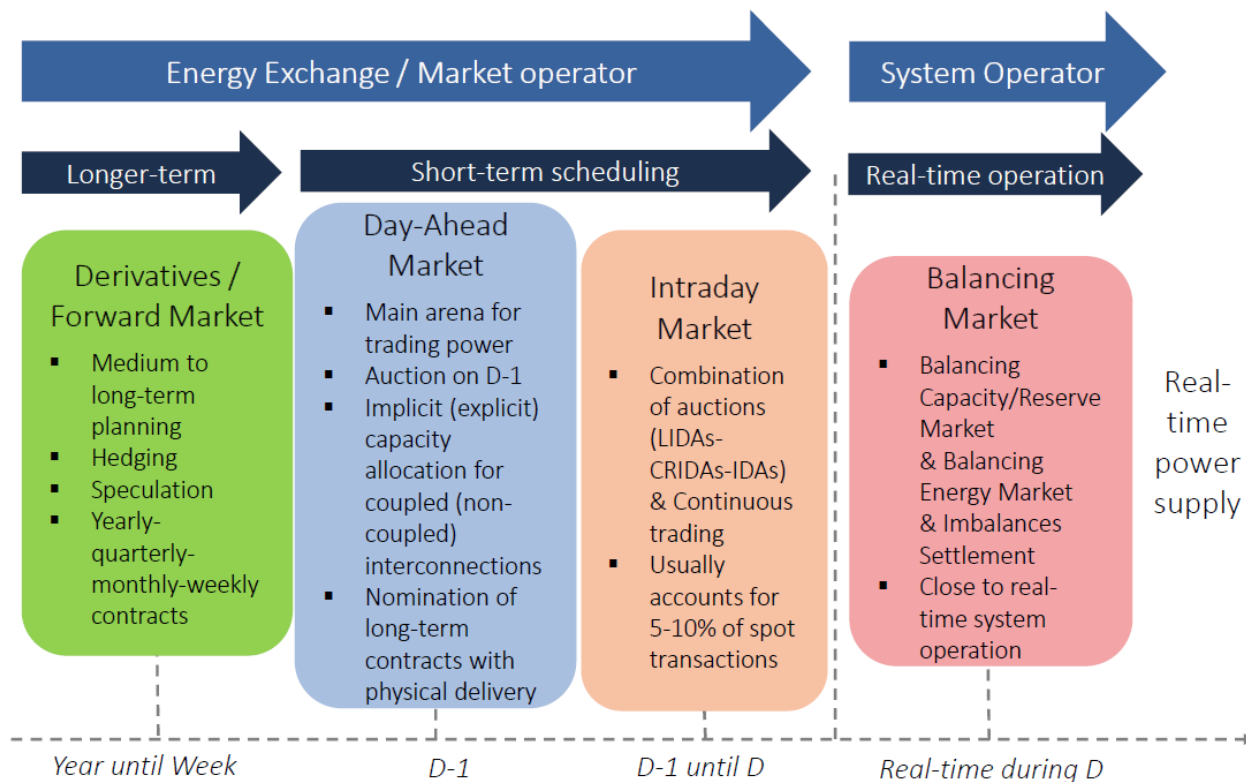 Energy Exchange / Market operator
System Operator
Longer-term
Short-term scheduling
Real-time operation
Derivatives /
Forward Market
▪ Medium to
long-term
planning
▪ Hedging
▪ Speculation
▪ Yearly-
quarterly-
monthly-weekly
contracts
Day-Ahead
Market
▪ Main arena for
trading power
▪ Auction on D-1
▪ Implicit (explicit)
capacity
allocation for
coupled (non-
coupled)
interconnections
▪ Nomination of
long-term
contracts with
physical delivery
Intraday
Market
▪ Combination
of auctions
(LIDAs-
CRIDAs-IDAs)
& Continuous
trading
▪ Usually
accounts for
5-10% of spot
transactions
Balancing
Market
▪ Balancing
Capacity/Reserve
Market
& Balancing
Energy Market
& Imbalances
Settlement
▪ Close to real-
time system
operation
Real-
time
power
supply
Year until Week
D-1
D-1 until D
Real-time during D